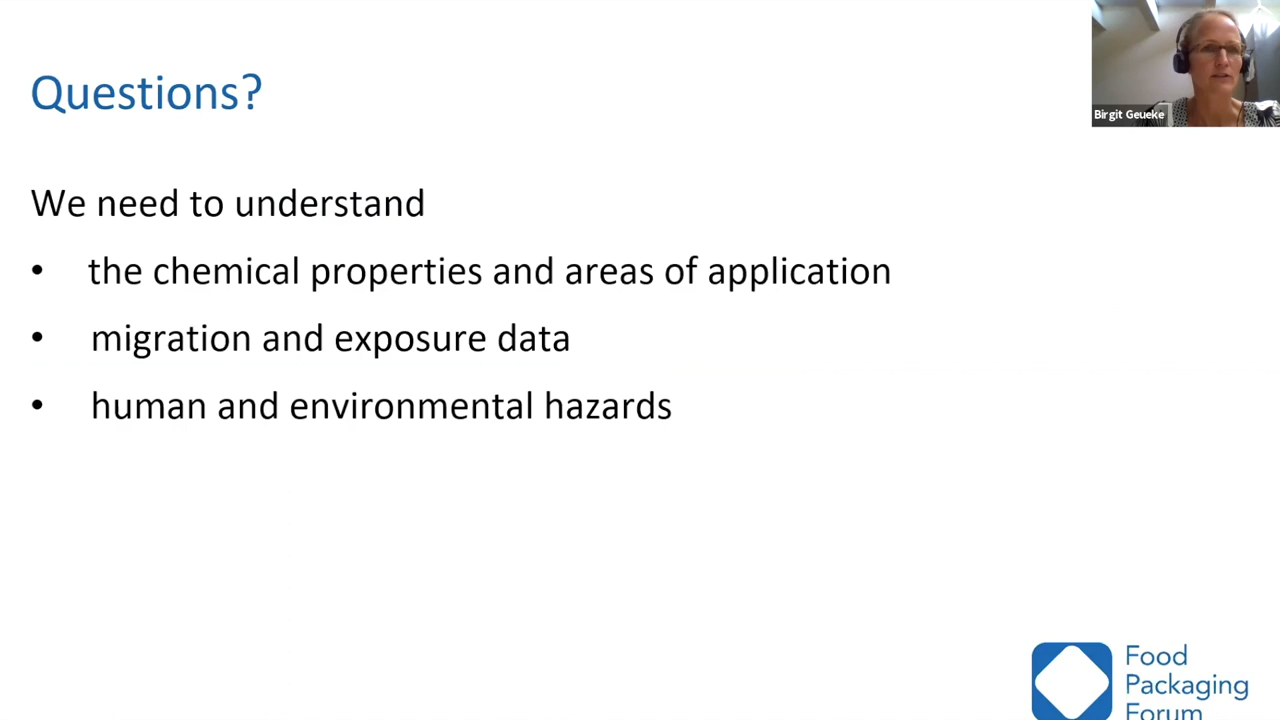 Questions?
Birgit Geueke
We need to understand
• the chemical properties and areas of application
• migration and exposure data
• human and environmental hazards
Food
Packaging
Forum